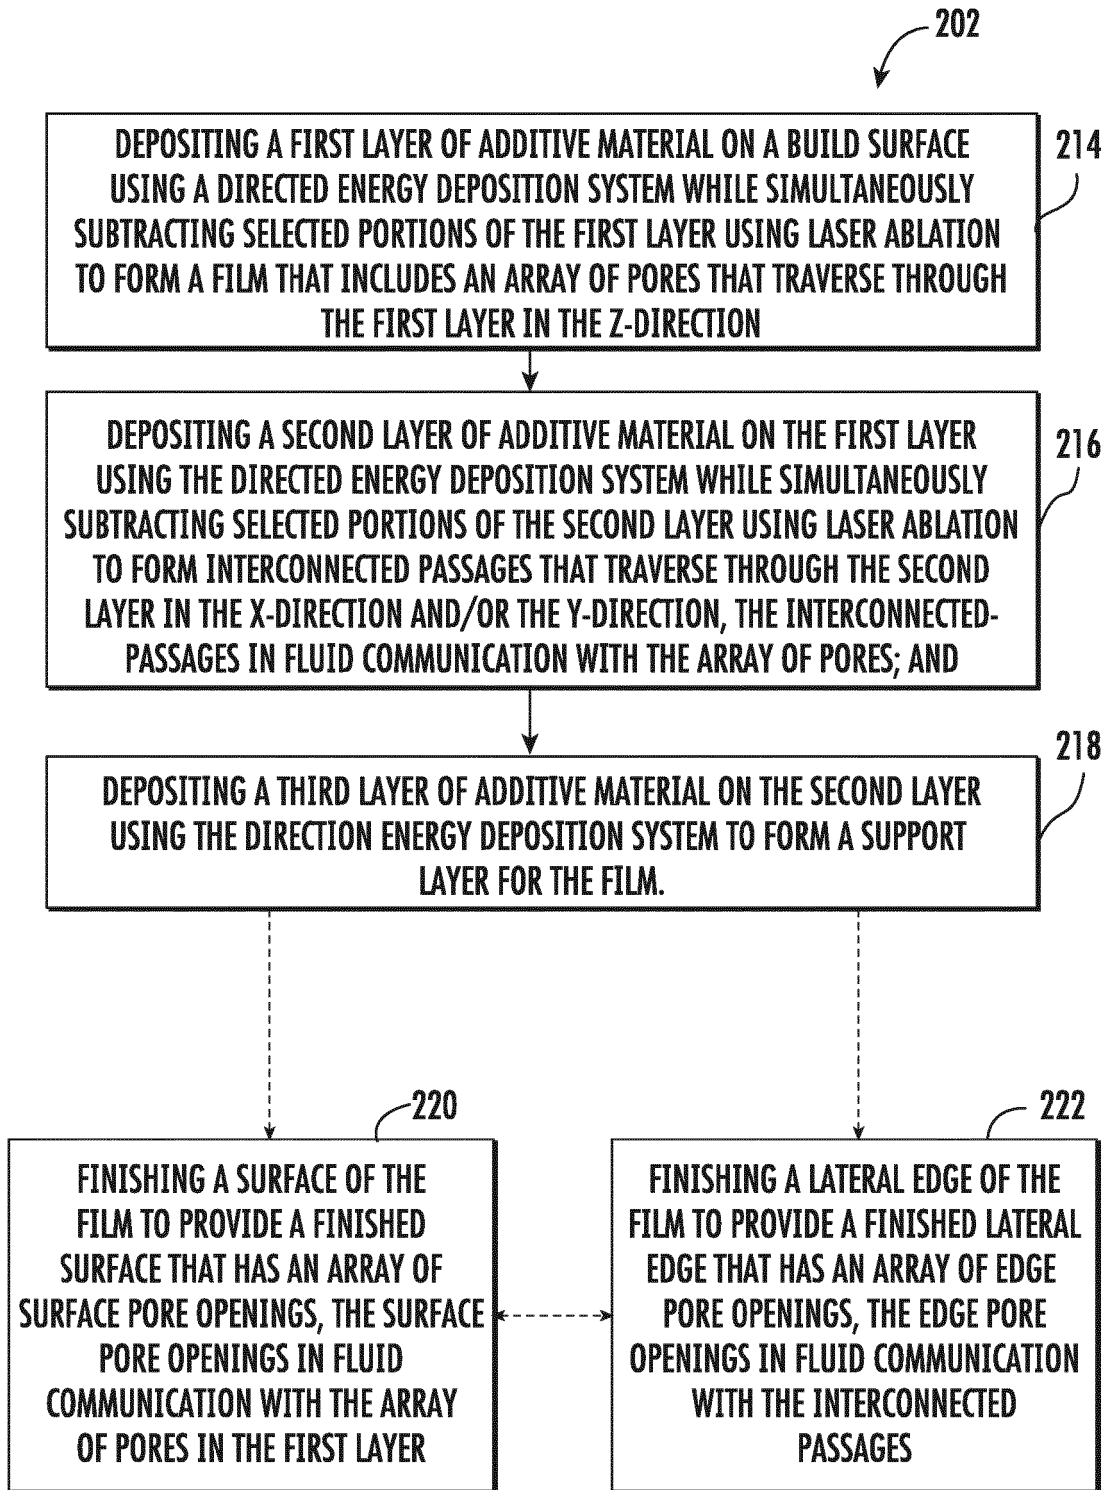 202
DEPOSITING A FIRST LAYER OF ADDITIVE MATERIAL ON A BUILD SURFACE
USING A DIRECTED ENERGY DEPOSITION SYSTEM WHILE SIMULTANEOUSLY
SUBTRACTING SELECTED PORTIONS OF THE FIRST LAYER USING LASER ABLATION
TO FORM A FILM THAT INCLUDES AN ARRAY OF PORES THAT TRAVERSE THROUGH
THE FIRST LAYER IN THE Z-DIRECTION
214
DEPOSITING A SECOND LAYER OF ADDITIVE MATERIAL ON THE FIRST LAYER
USING THE DIRECTED ENERGY DEPOSITION SYSTEM WHILE SIMULTANEOUSLY
SUBTRACTING SELECTED PORTIONS OF THE SECOND LAYER USING LASER ABLATION
TO FORM INTERCONNECTED PASSAGES THAT TRAVERSE THROUGH THE SECOND
LAYER IN THE X-DIRECTION AND/OR THE Y-DIRECTION, THE INTERCONNECTED-
PASSAGES IN FLUID COMMUNICATION WITH THE ARRAY OF PORES; AND
216
DEPOSITING A THIRD LAYER OF ADDITIVE MATERIAL ON THE SECOND LAYER
USING THE DIRECTION ENERGY DEPOSITION SYSTEM TO FORM A SUPPORT
LAYER FOR THE FILM.
218
220
FINISHING A SURFACE OF THE
FILM TO PROVIDE A FINISHED
SURFACE THAT HAS AN ARRAY OF
SURFACE PORE OPENINGS, THE SURFACE
PORE OPENINGS IN FLUID
COMMUNICATION WITH THE ARRAY
OF PORES IN THE FIRST LAYER
222
FINISHING A LATERAL EDGE OF THE
FILM TO PROVIDE A FINISHED LATERAL
EDGE THAT HAS AN ARRAY OF EDGE
PORE OPENINGS, THE EDGE PORE
OPENINGS IN FLUID COMMUNICATION
WITH THE INTERCONNECTED
PASSAGES